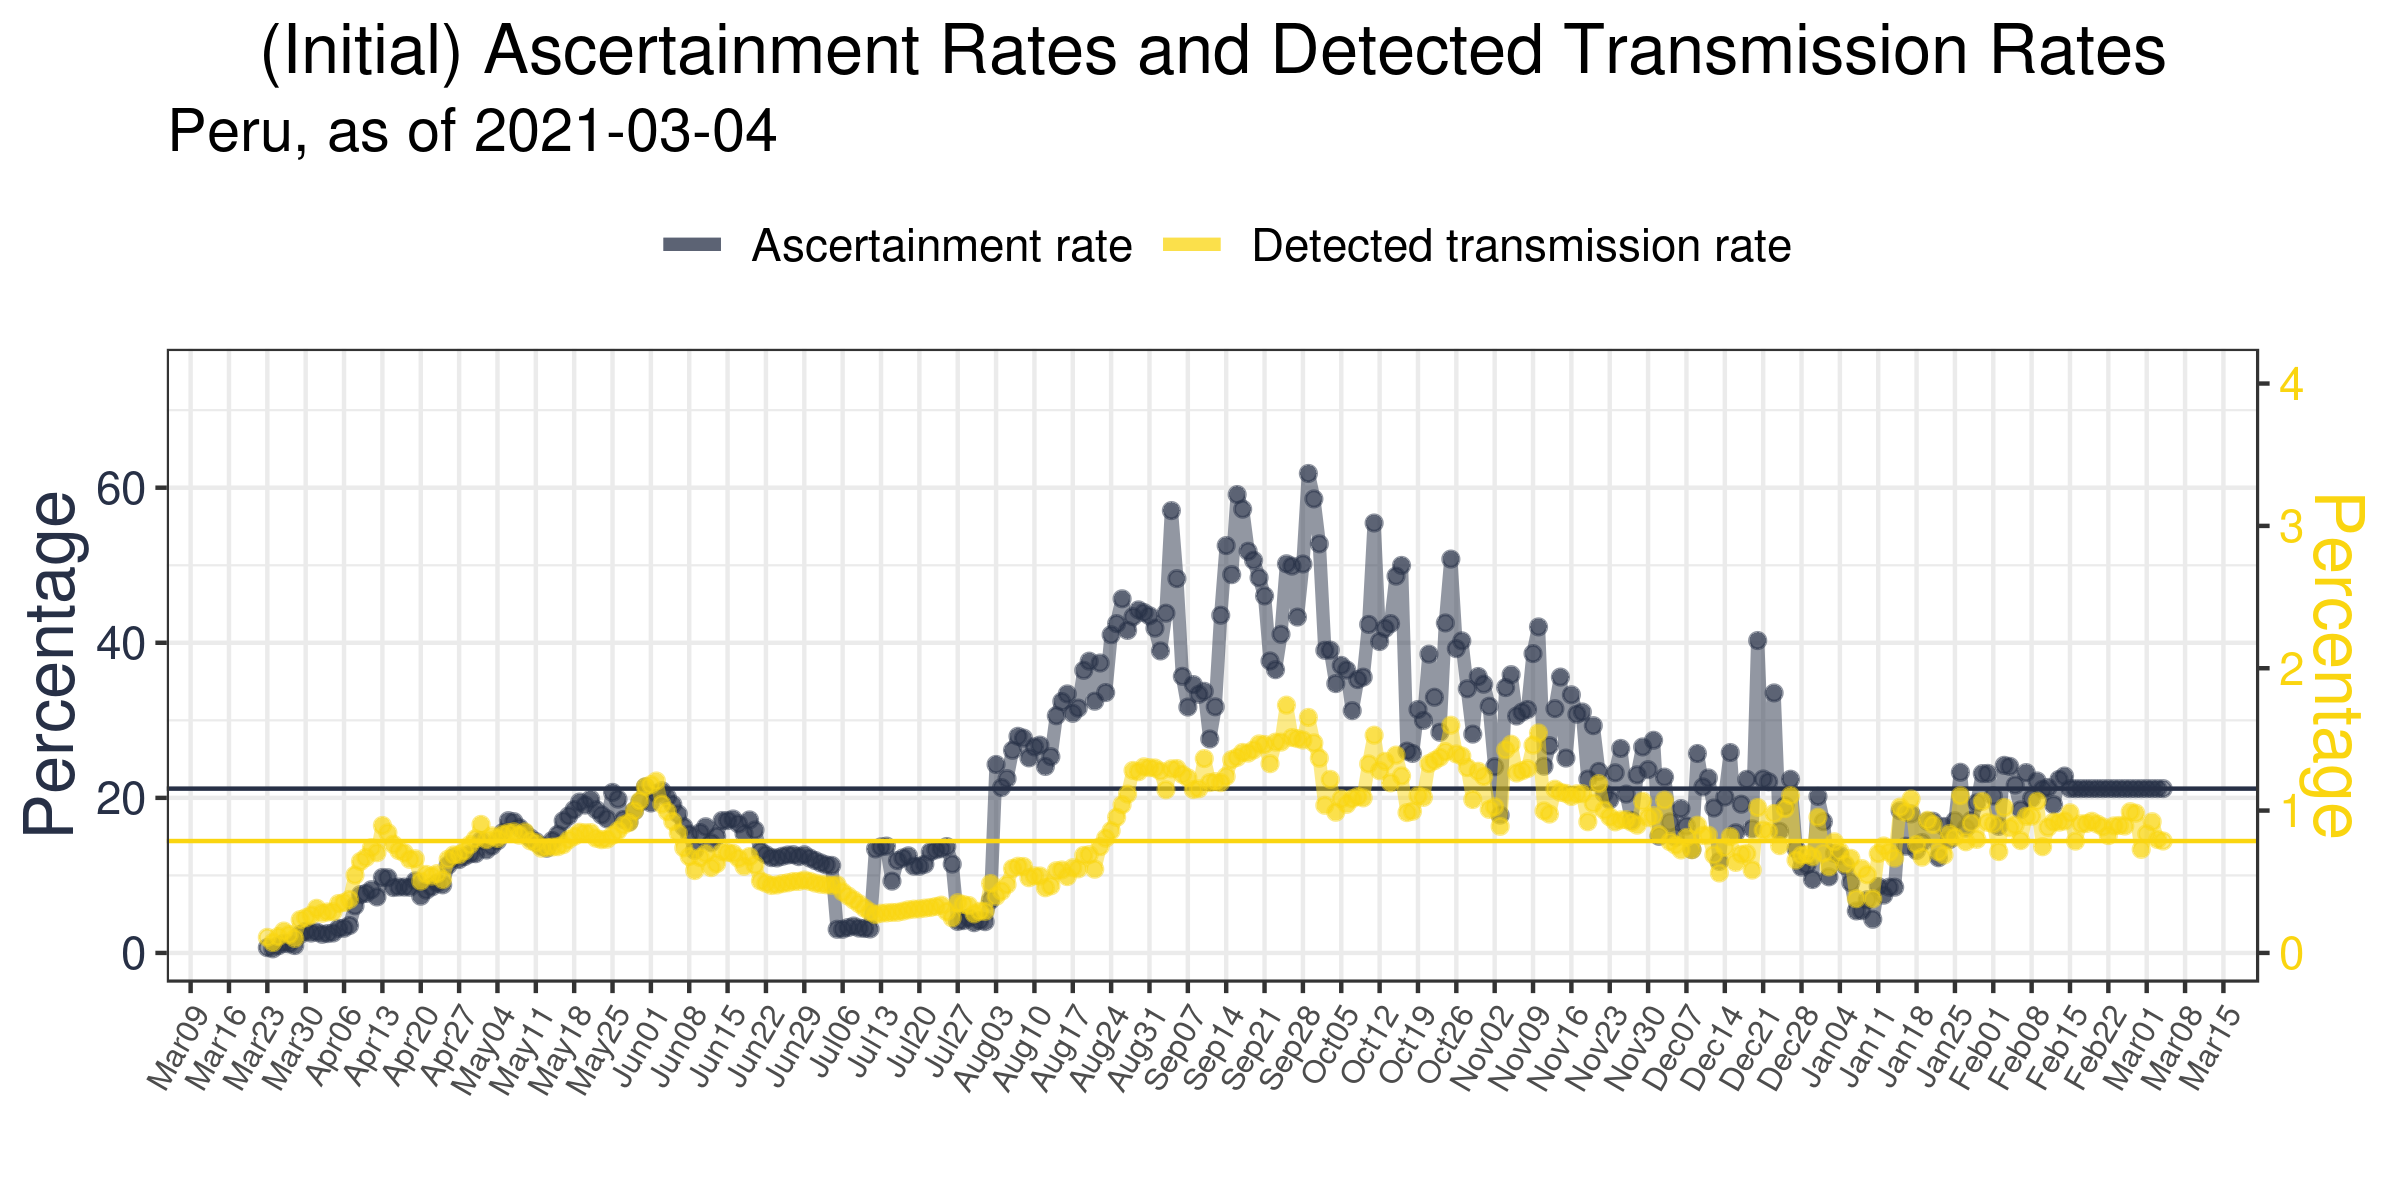 (Initial) Ascertainment Rates and Detected Transmission Rates
Peru, as of 2021-03-04
Ascertainment rate Detected transmission rate
Percentage
60
40
20
0
4
3
2
1
0
Percentage
Mar09 Mar16 Mar23 Mar30 Apr06 Apr13 Apr20 Apr27 May04 May11 May18 May25 Jun01 Jun08 Jun15 Jun22 Jun29 Jul06 Jul13 Jul20 Jul27 Aug03 Aug10 Aug17 Aug24 Aug31 Sep07 Sep14 Sep21 Sep28 Oct05 Oct12 Oct19 Oct26 Nov02 Nov09 Nov16 Nov23 Nov30 Dec07 Dec14 Dec21 Dec28 Jan04 Jan11 Jan18 Jan25 Feb01 Feb08 Feb15 Feb22 Mar01 Mar08 Mar15